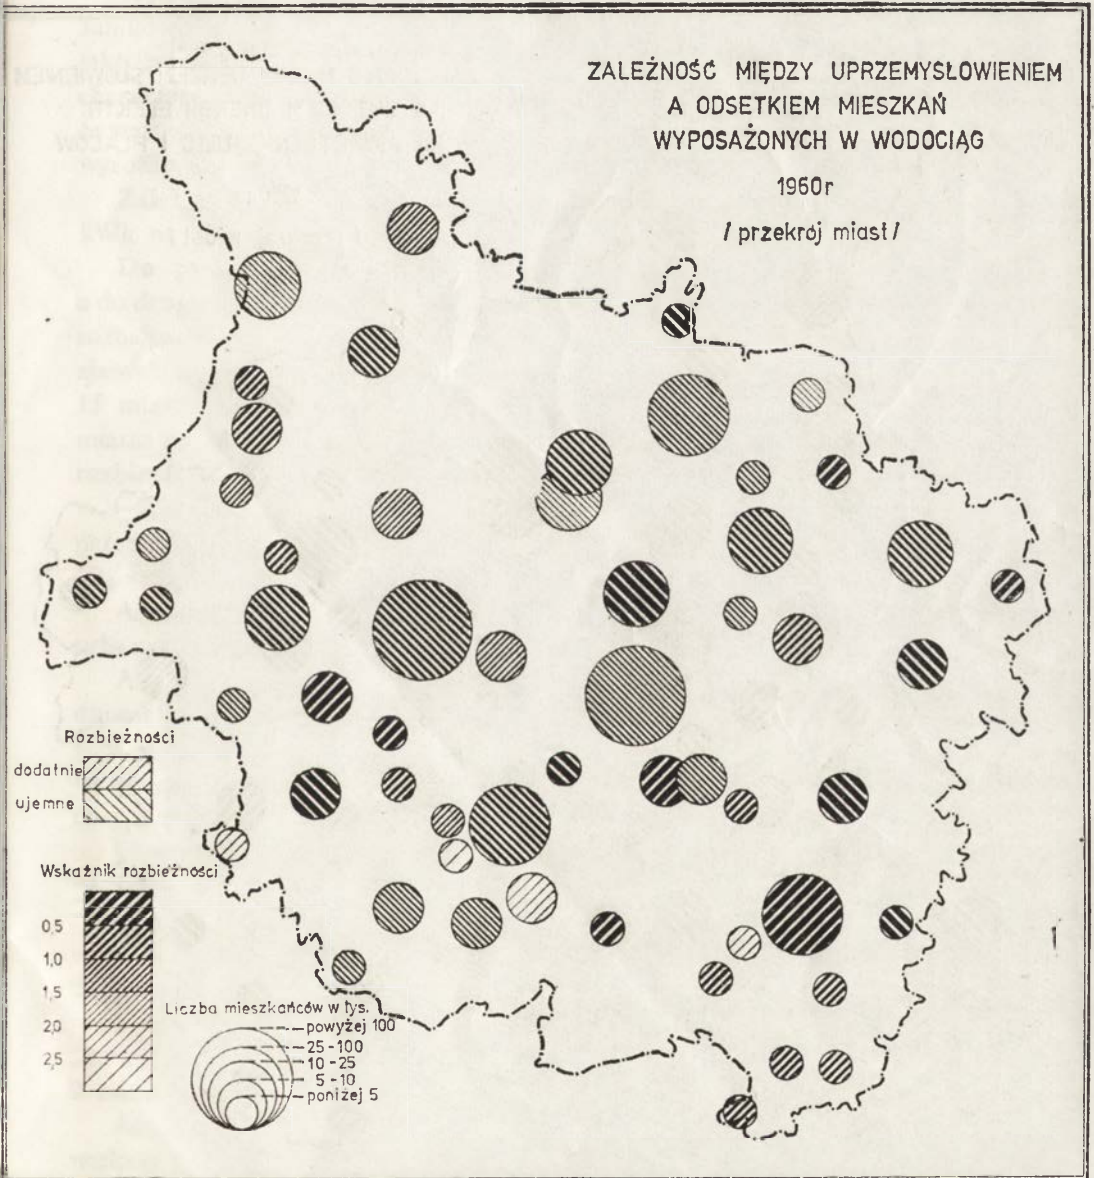 ZALEŻNOŚĆ MIĘDZY UPRZEMYSŁOWIENIEM
A ODSETKIEM MIESZKAŃ
WYPOSAŻONYCH W WODOCIĄG
1960r
/ przekrój miast /
Rozbieżności
dodatnie
ujemne
Wskaźnik rozbieżności
0,5
1,0
1,5
2,0
2,5
Liczba mieszkańców w tys.
powyżej 100
25-100
10-25
5-10
poniżej 5